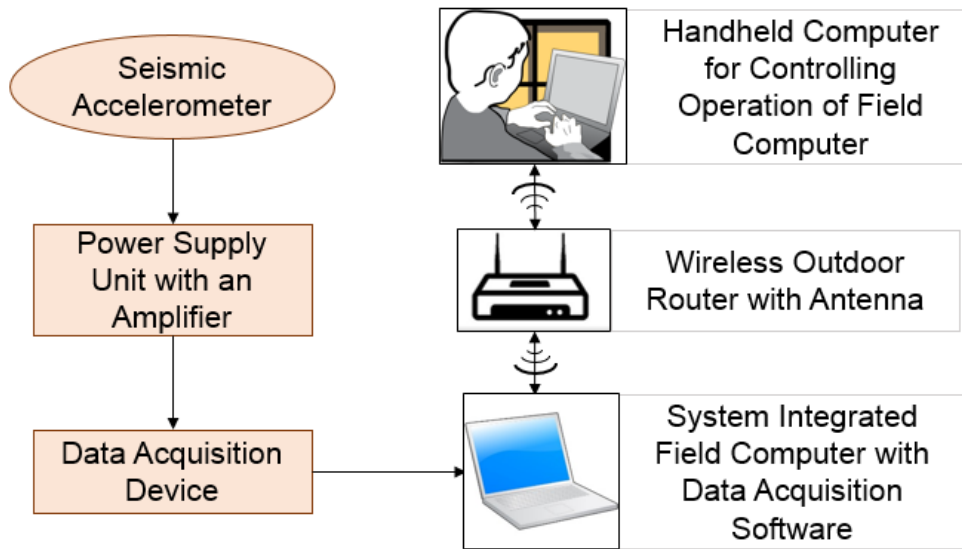 Seismic
Accelerometer
Power Supply
Unit with an
Amplifier
Data Acquisition
Device
Handheld Computer
for Controlling
Operation of Field
Computer
Wireless Outdoor
Router with Antenna
System Integrated
Field Computer with
Data Acquisition
Software